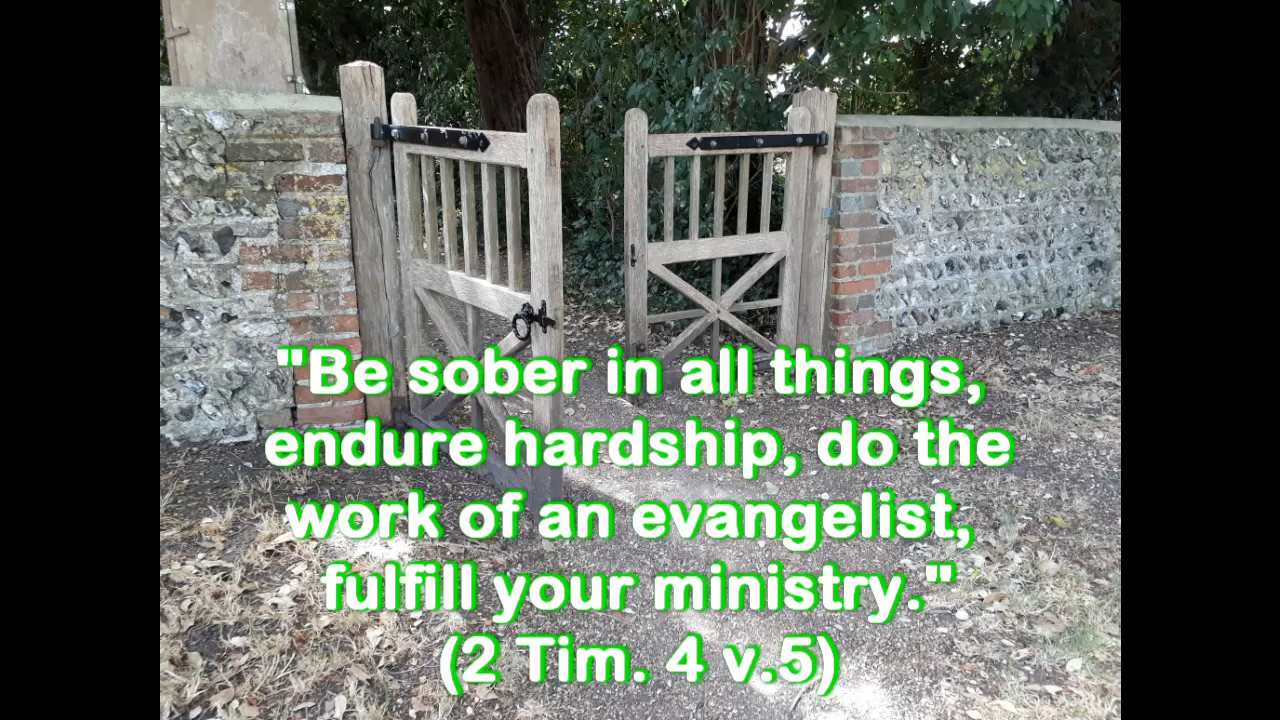 "Be sober in all things,
endure hardship, do the
work of an evangelist,
fulfill your ministry."
(2 Tim. 4 v.5)